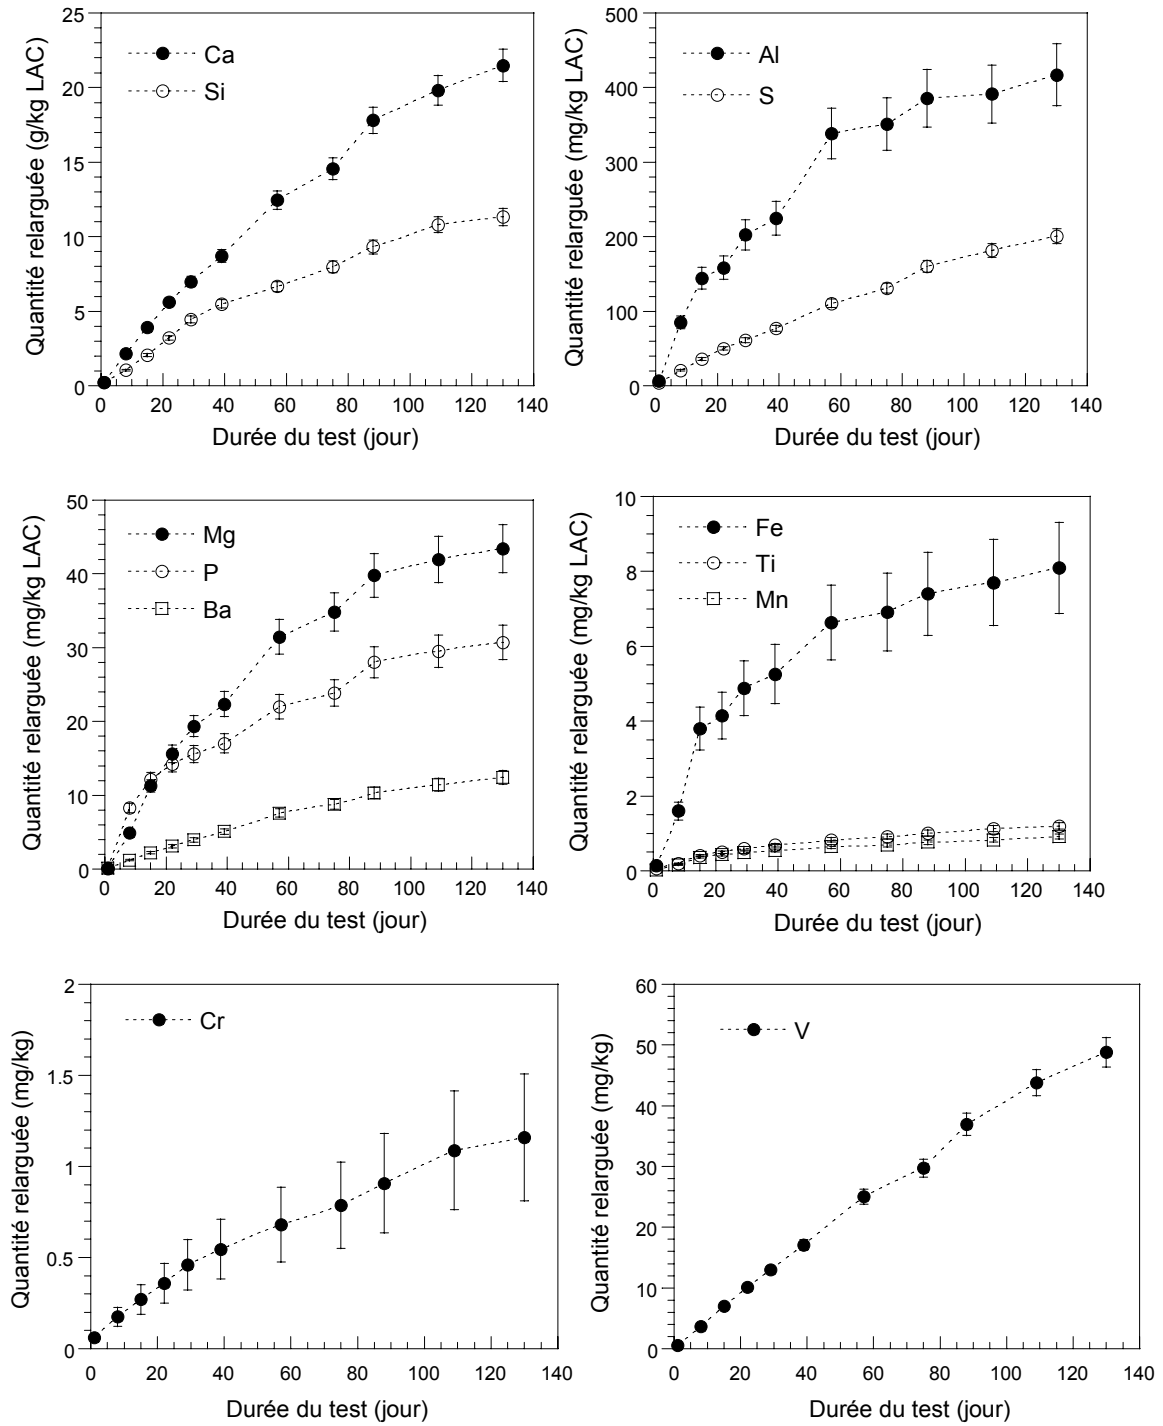 Quantité relarguée (g/kg LAC)
25
20
15
10
5
0
Ca
Si
0 20 40 60 80 100 120 140
Durée du test (jour)
Quantité relarguée (mg/kg LAC)
500
400
300
200
100
0
Al
S
0 20 40 60 80 100 120 140
Durée du test (jour)
Quantité relarguée (mg/kg LAC)
50
40
30
20
10
0
Mg
P
Ba
0 20 40 60 80 100 120 140
Durée du test (jour)
Quantité relarguée (mg/kg LAC)
10
8
6
4
2
0
Fe
Ti
Mn
0 20 40 60 80 100 120 140
Durée du test (jour)
Quantité relarguée (mg/kg)
2
1.5
1
0.5
0
Cr
0 20 40 60 80 100 120 140
Durée du test (jour)
Quantité relarguée (mg/kg)
60
50
40
30
20
10
0
V
0 20 40 60 80 100 120 140
Durée du test (jour)